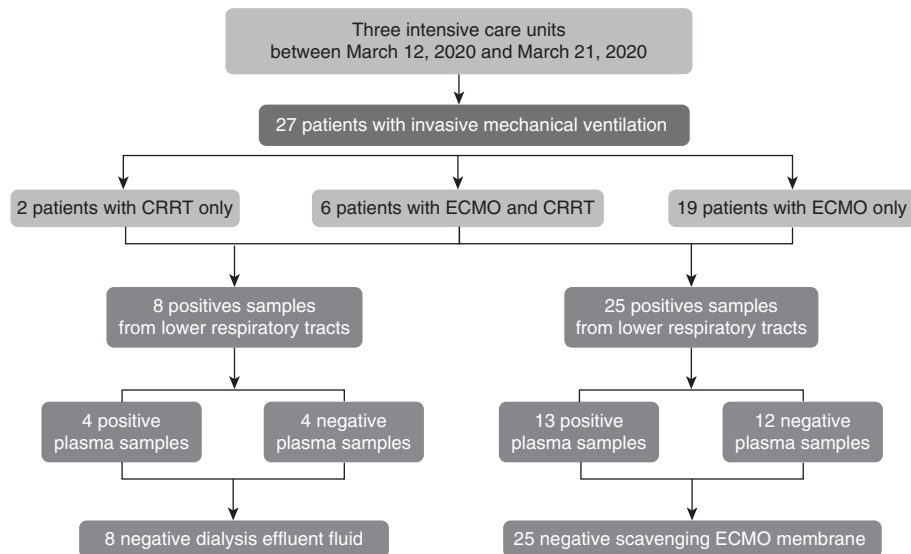 Three intensive care units
between March 12, 2020 and March 21, 2020
27 patients with invasive mechanical ventilation
2 patients with CRRT only
6 patients with ECMO and CRRT
19 patients with ECMO only
8 positives samples
from lower respiratory tracts
25 positives samples
from lower respiratory tracts
4 positive
plasma samples
4 negative
plasma samples
13 positive
plasma samples
12 negative
plasma samples
8 negative dialysis effluent fluid
25 negative scavenging ECMO membrane